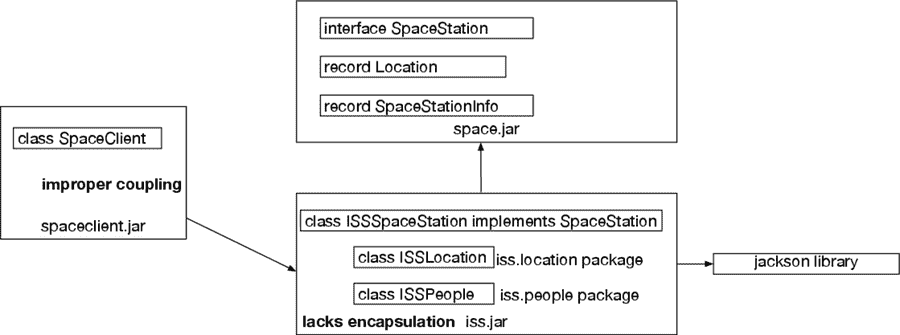 interface SpaceStation
record Location
record SpaceStationInfo
space.jar
class SpaceClient
improper coupling
spaceclient.jar
class ISSSpaceStation implements SpaceStation
class ISSLocation iss.location package
class ISSPeople iss.people package
lacks encapsulation iss.jar
jackson library